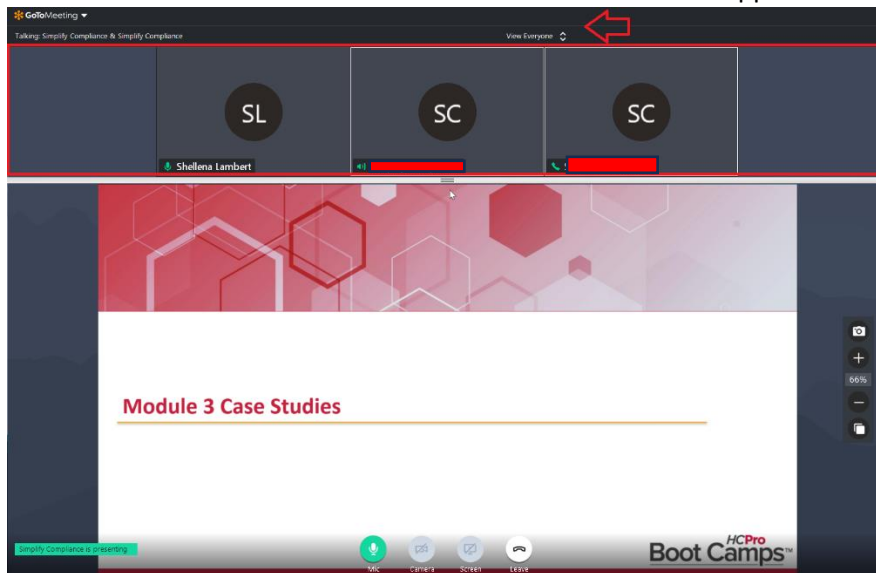 GoToMeeting
Talking: Simplify Compliance & Simplify Compliance
View Everyone
SL
SC
SC
Shellena Lambert
Module 3 Case Studies
66%
Simplify Compliance is presenting
Mic
Camera
Screen
Leave
HCPro
Boot Camps™